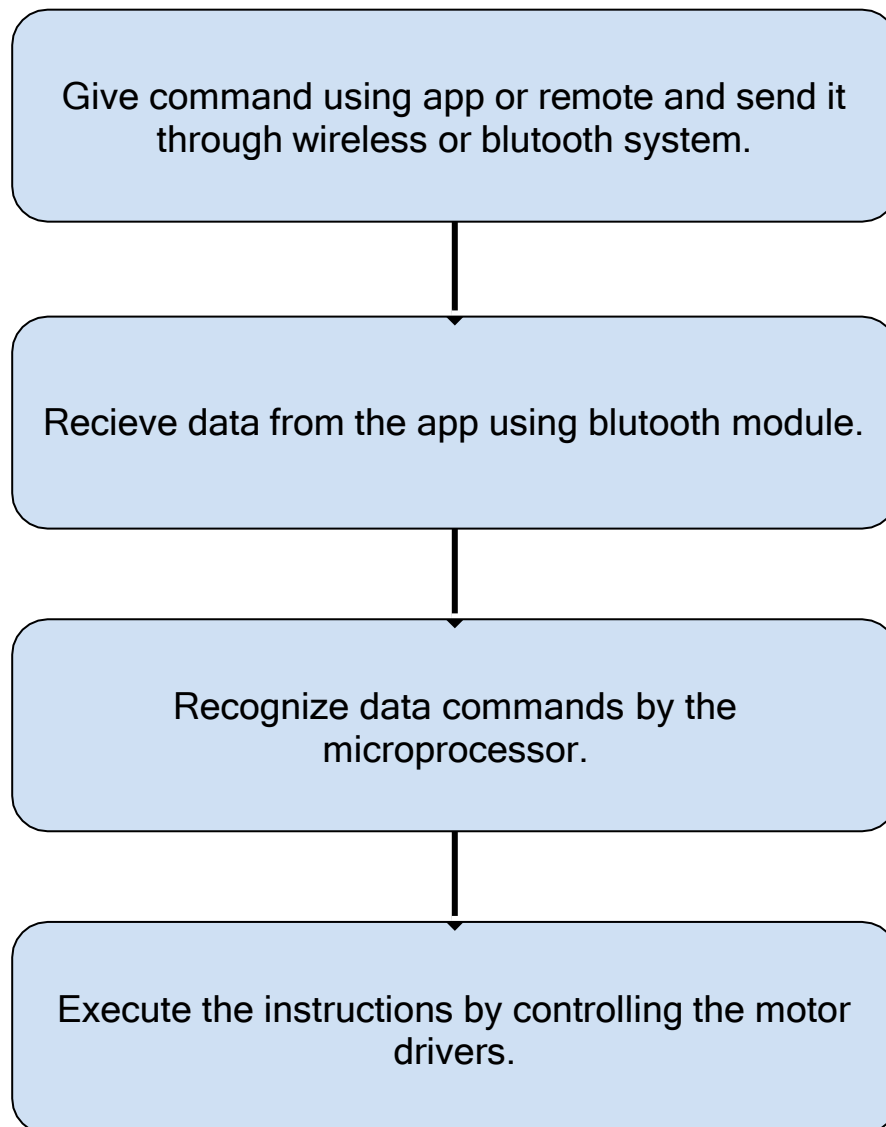 Give command using app or remote and send it
through wireless or blutooth system.
Recieve data from the app using blutooth module.
Recognize data commands by the
microprocessor.
Execute the instructions by controlling the motor
drivers.